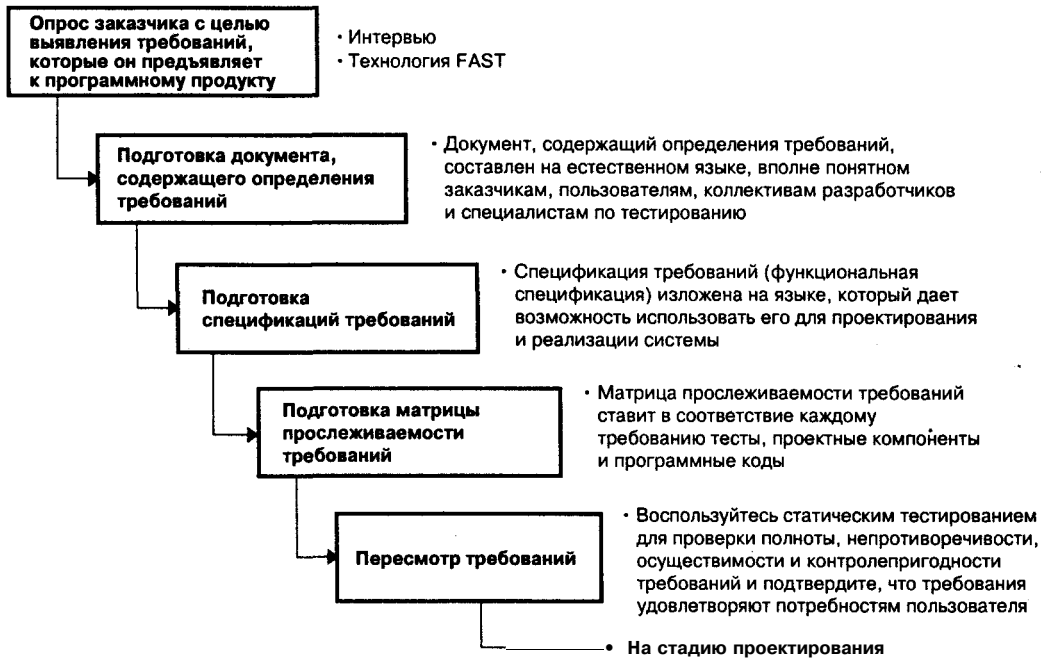 Опрос заказчика с целью
выявления требований,
которые он предъявляет
к программному продукту
· Интервью
· Технология FAST
Подготовка документа,
содержащего определения
требований
· Документ, содержащий определения требований,
составлен на естественном языке, вполне понятном
заказчикам, пользователям, коллективам разработчиков
и специалистам по тестированию
Подготовка
спецификаций требований
· Спецификация требований (функциональная
спецификация) изложена на языке, который дает
возможность использовать его для проектирования
и реализации системы
Подготовка матрицы
прослеживаемости
требований
· Матрица прослеживаемости требований
ставит в соответствие каждому
требованию тесты, проектные компоненты
и программные коды
Пересмотр требований
· Воспользуйтесь статическим тестированием
для проверки полноты, непротиворечивости,
осуществимости и контролепригодности
требований и подтвердите, что требования
удовлетворяют потребностям пользователя
• На стадию проектирования